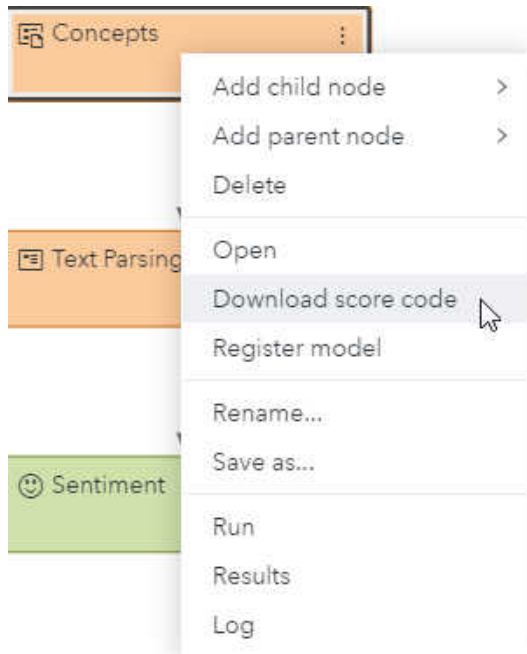 Concepts
Add child node
Add parent node
Delete
Text Parsing
Open
Download score code
Register model
Rename...
Save as...
Sentiment
Run
Results
Log